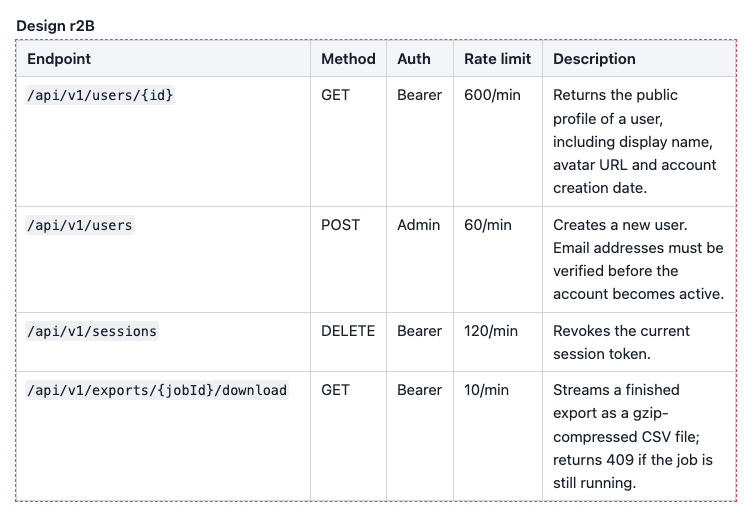 Design r2B
Endpoint Method Auth Rate limit Description
/api/v1/users/{id} GET Bearer 600/min Returns the public
profile of a user,
including display name,
avatar URL and account
creation date.
/api/v1/users POST Admin 60/min Creates a new user.
Email addresses must be
verified before the
account becomes active.
/api/v1/sessions DELETE Bearer 120/min Revokes the current
session token.
/api/v1/exports/{jobId}/download GET Bearer 10/min Streams a finished
export as a gzip-
compressed CSV file;
returns 409 if the job is
still running.